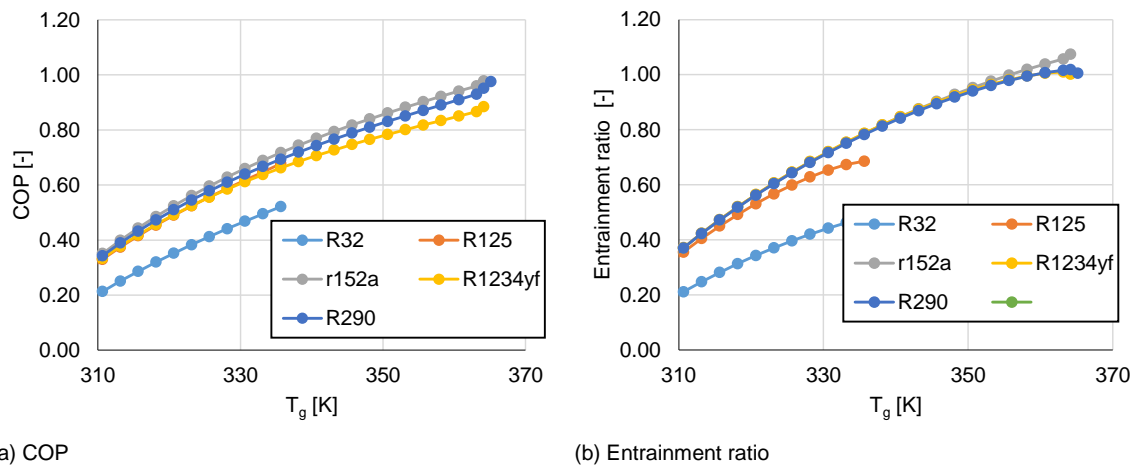 1.20
1.00
0.80
0.60
0.40
0.20
0.00
COP [-]
310
330
350
370
Tg [K]
R32
R125
r152a
R1234yf
R290
a) COP
1.20
1.00
0.80
0.60
0.40
0.20
0.00
Entrainment ratio [-]
310
330
350
370
Tg [K]
R32
R125
r152a
R1234yf
R290
(b) Entrainment ratio